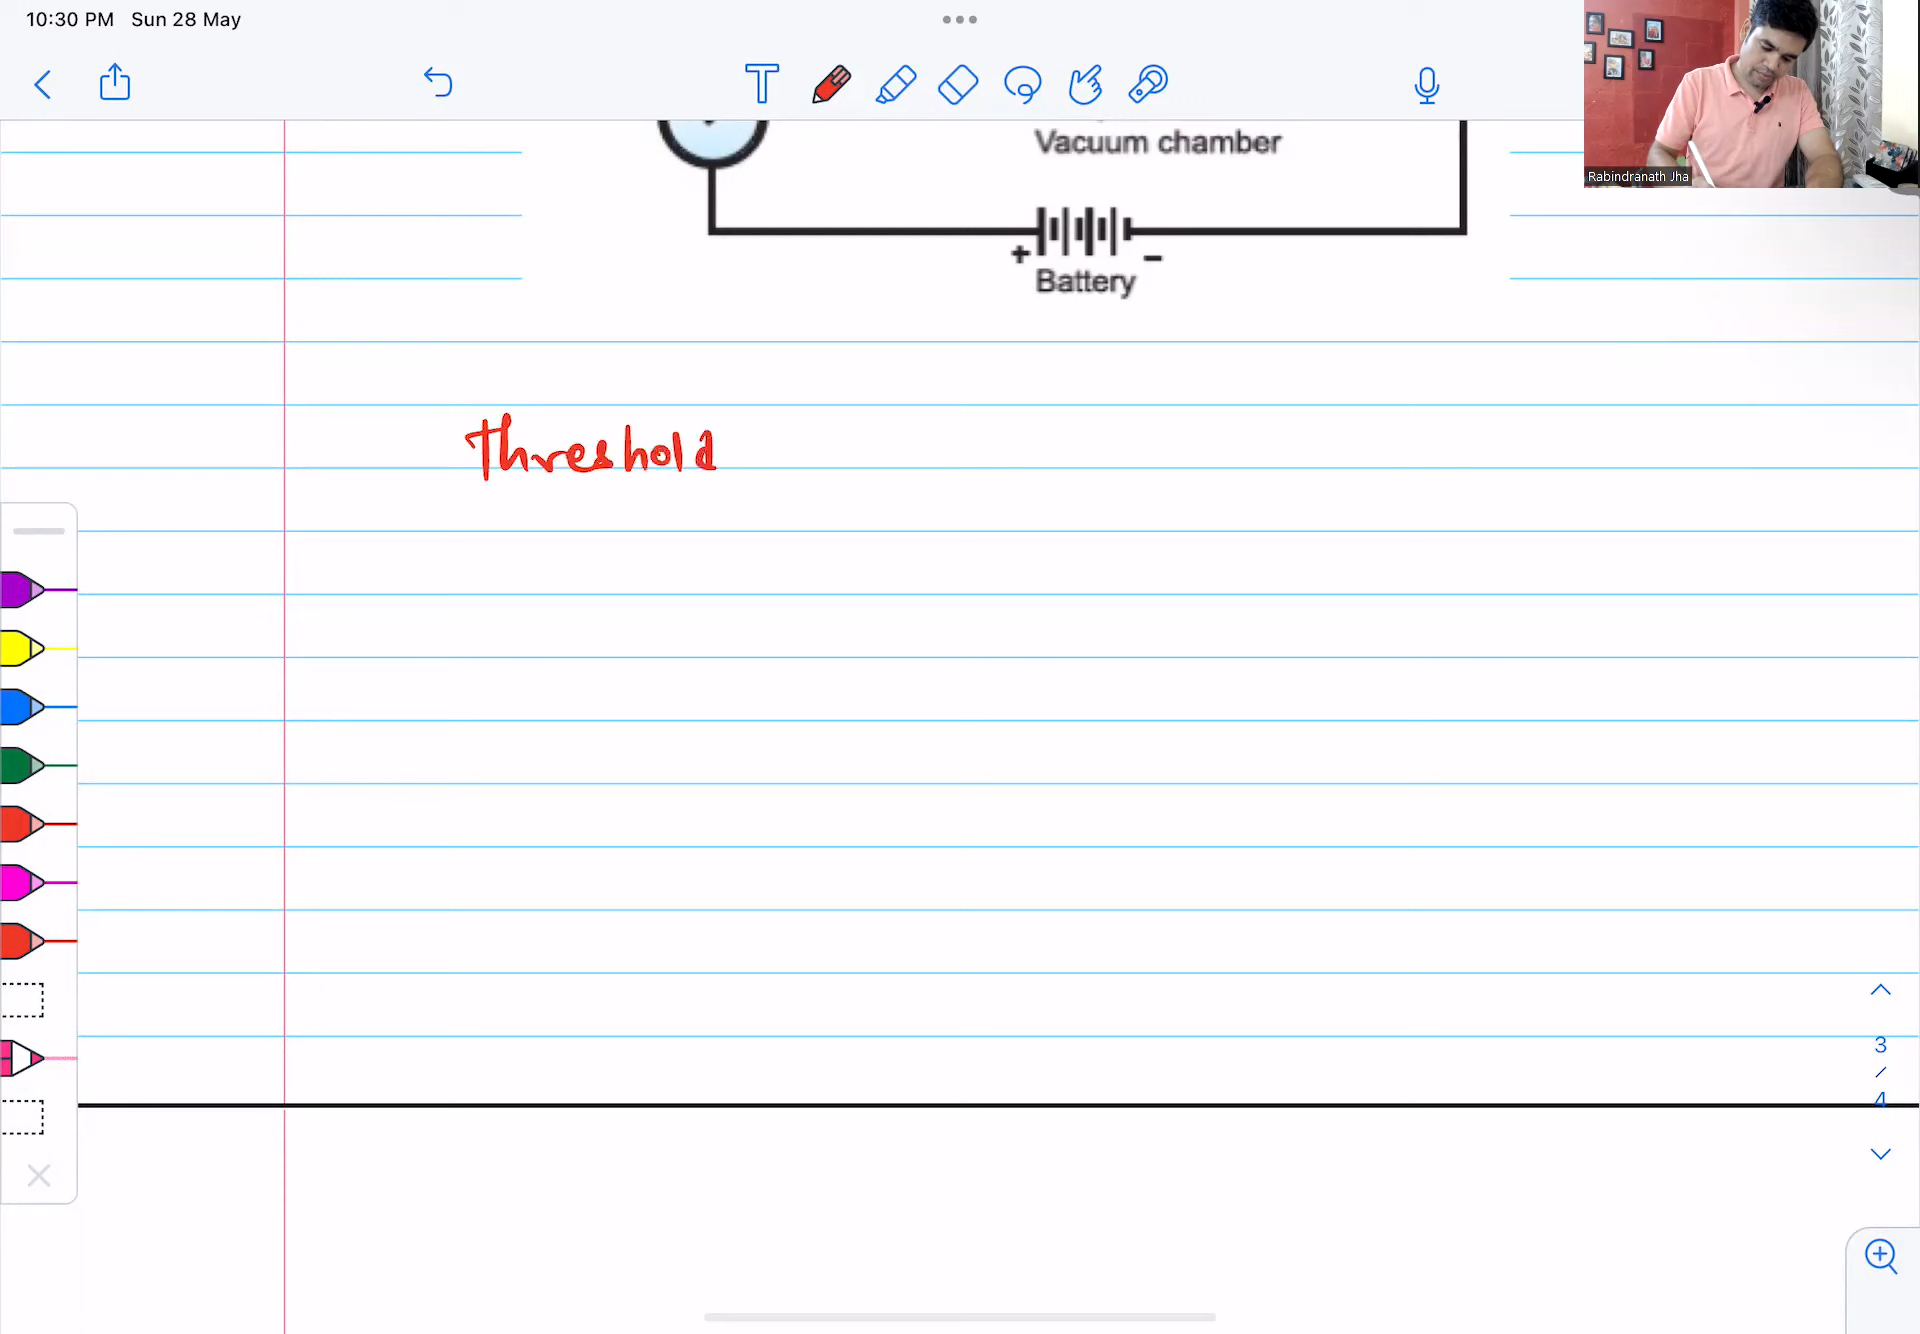 10:30 PM Sun 28 May
Rabindranath Jha
Vacuum chamber
+ -
Battery
Threshold
3
/
4